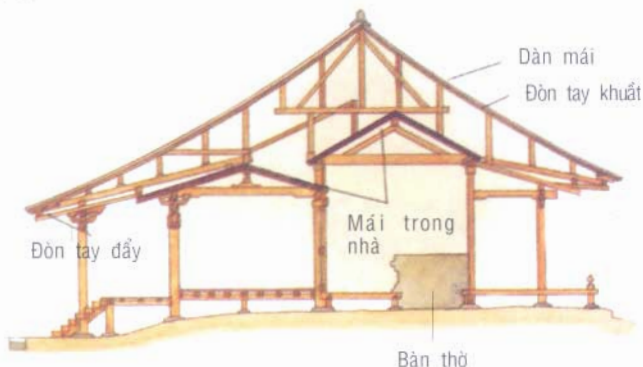 Dàn mái
Đòn tay khuất
Mái trong
nhà
Đòn tay đẩy
Bàn thờ